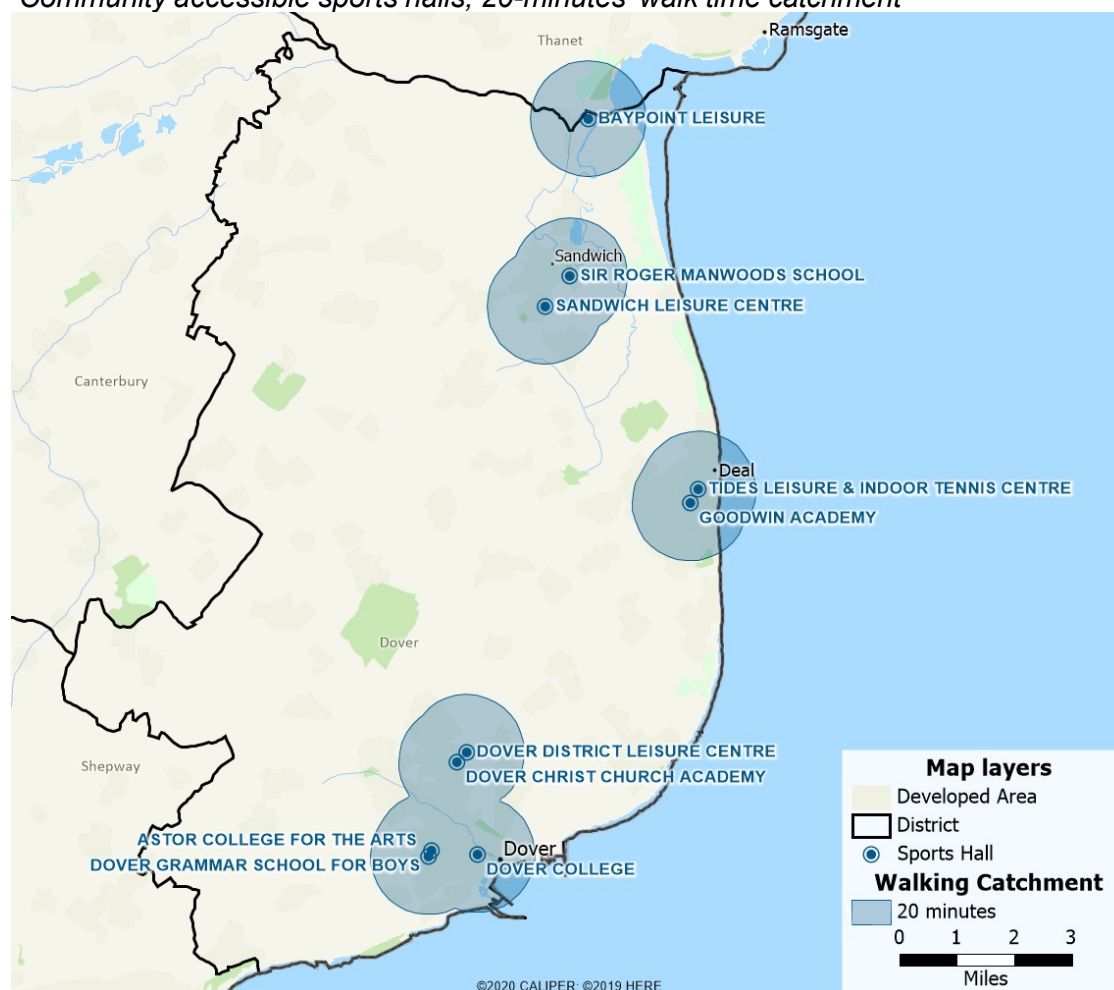 Community accessible sports halls, 20-minutes' walk time catchment
Thanet
Ramsgate
BAYPOINT LEISURE
Sandwich
SIR ROGER MANWOODS SCHOOL
SANDWICH LEISURE CENTRE
Canterbury
Deal
TIDES LEISURE & INDOOR TENNIS CENTRE
GOODWIN ACADEMY
Dover
DOVER DISTRICT LEISURE CENTRE
DOVER CHRIST CHURCH ACADEMY
Shepway
ASTOR COLLEGE FOR THE ARTS
DOVER GRAMMAR SCHOOL FOR BOYS
Dover
DOVER COLLEGE
Map layers
Developed Area
District
Sports Hall
Walking Catchment
20 minutes
0 1 2 3
Miles
©2020 CALIPER; ©2019 HERE